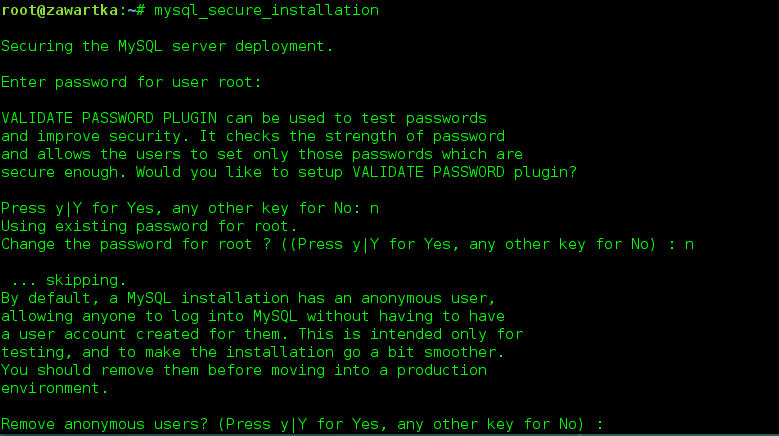 root@zawartka:~# mysql_secure_installation
Securing the MySQL server deployment.
Enter password for user root:
VALIDATE PASSWORD PLUGIN can be used to test passwords
and improve security. It checks the strength of password
and allows the users to set only those passwords which are
secure enough. Would you like to setup VALIDATE PASSWORD plugin?
Press y|Y for Yes, any other key for No: n
Using existing password for root.
Change the password for root ? ((Press y|Y for Yes, any other key for No) : n
... skipping.
By default, a MySQL installation has an anonymous user,
allowing anyone to log into MySQL without having to have
a user account created for them. This is intended only for
testing, and to make the installation go a bit smoother.
You should remove them before moving into a production
environment.
Remove anonymous users? (Press y|Y for Yes, any other key for No) :